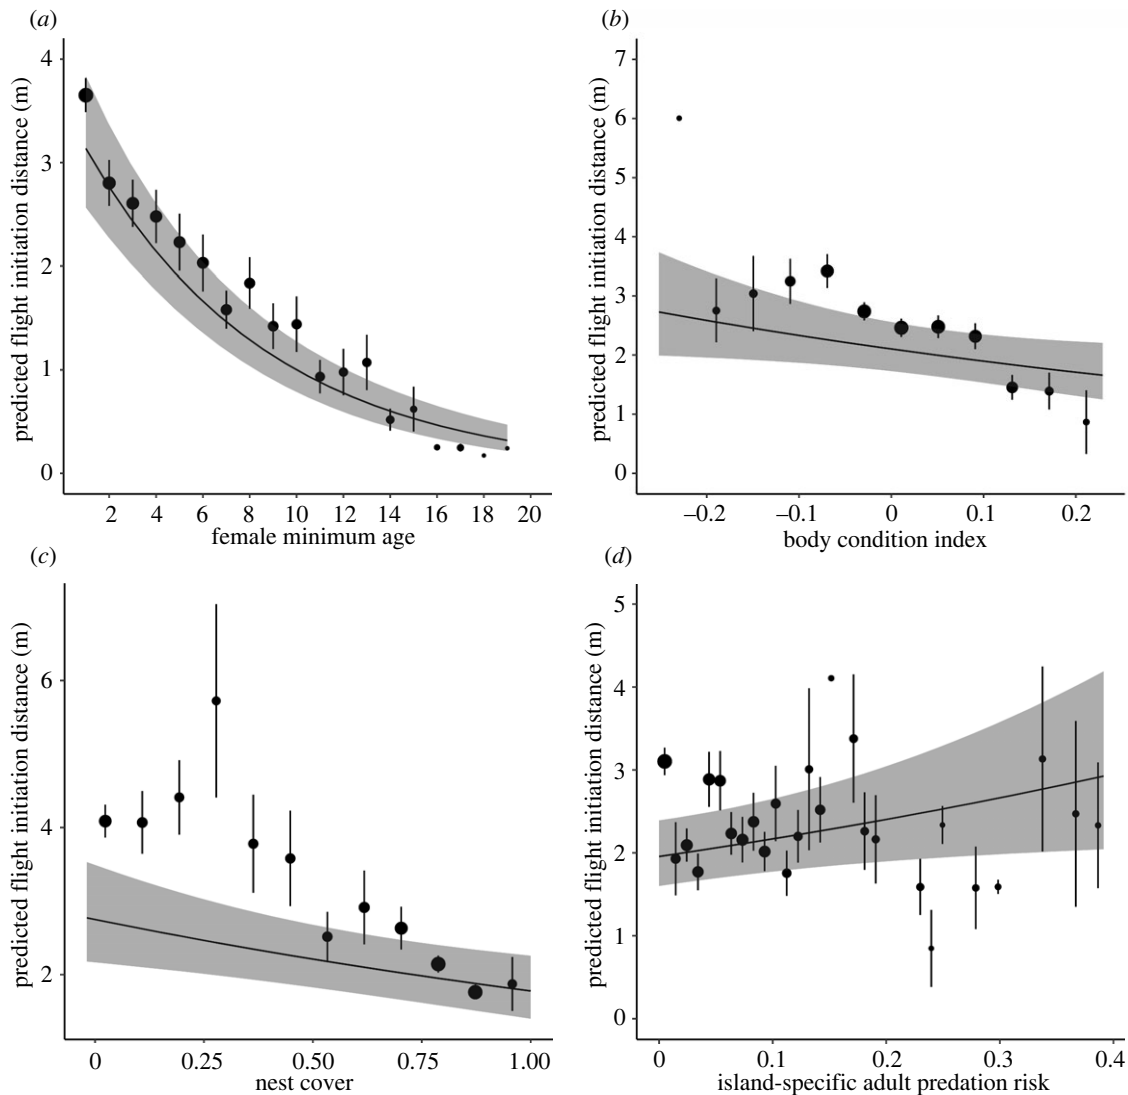 (a)
predicted flight initiation distance (m)
4
3
2
1
0
2 4 6 8 10 12 14 16 18 20
female minimum age
(b)
predicted flight initiation distance (m)
7
6
5
4
3
2
1
0
–0.2 –0.1 0 0.1 0.2
body condition index
(c)
predicted flight initiation distance (m)
6
4
2
0 0.25 0.50 0.75 1.00
nest cover
(d)
predicted flight initiation distance (m)
5
4
3
2
1
0
0 0.1 0.2 0.3 0.4
island-specific adult predation risk